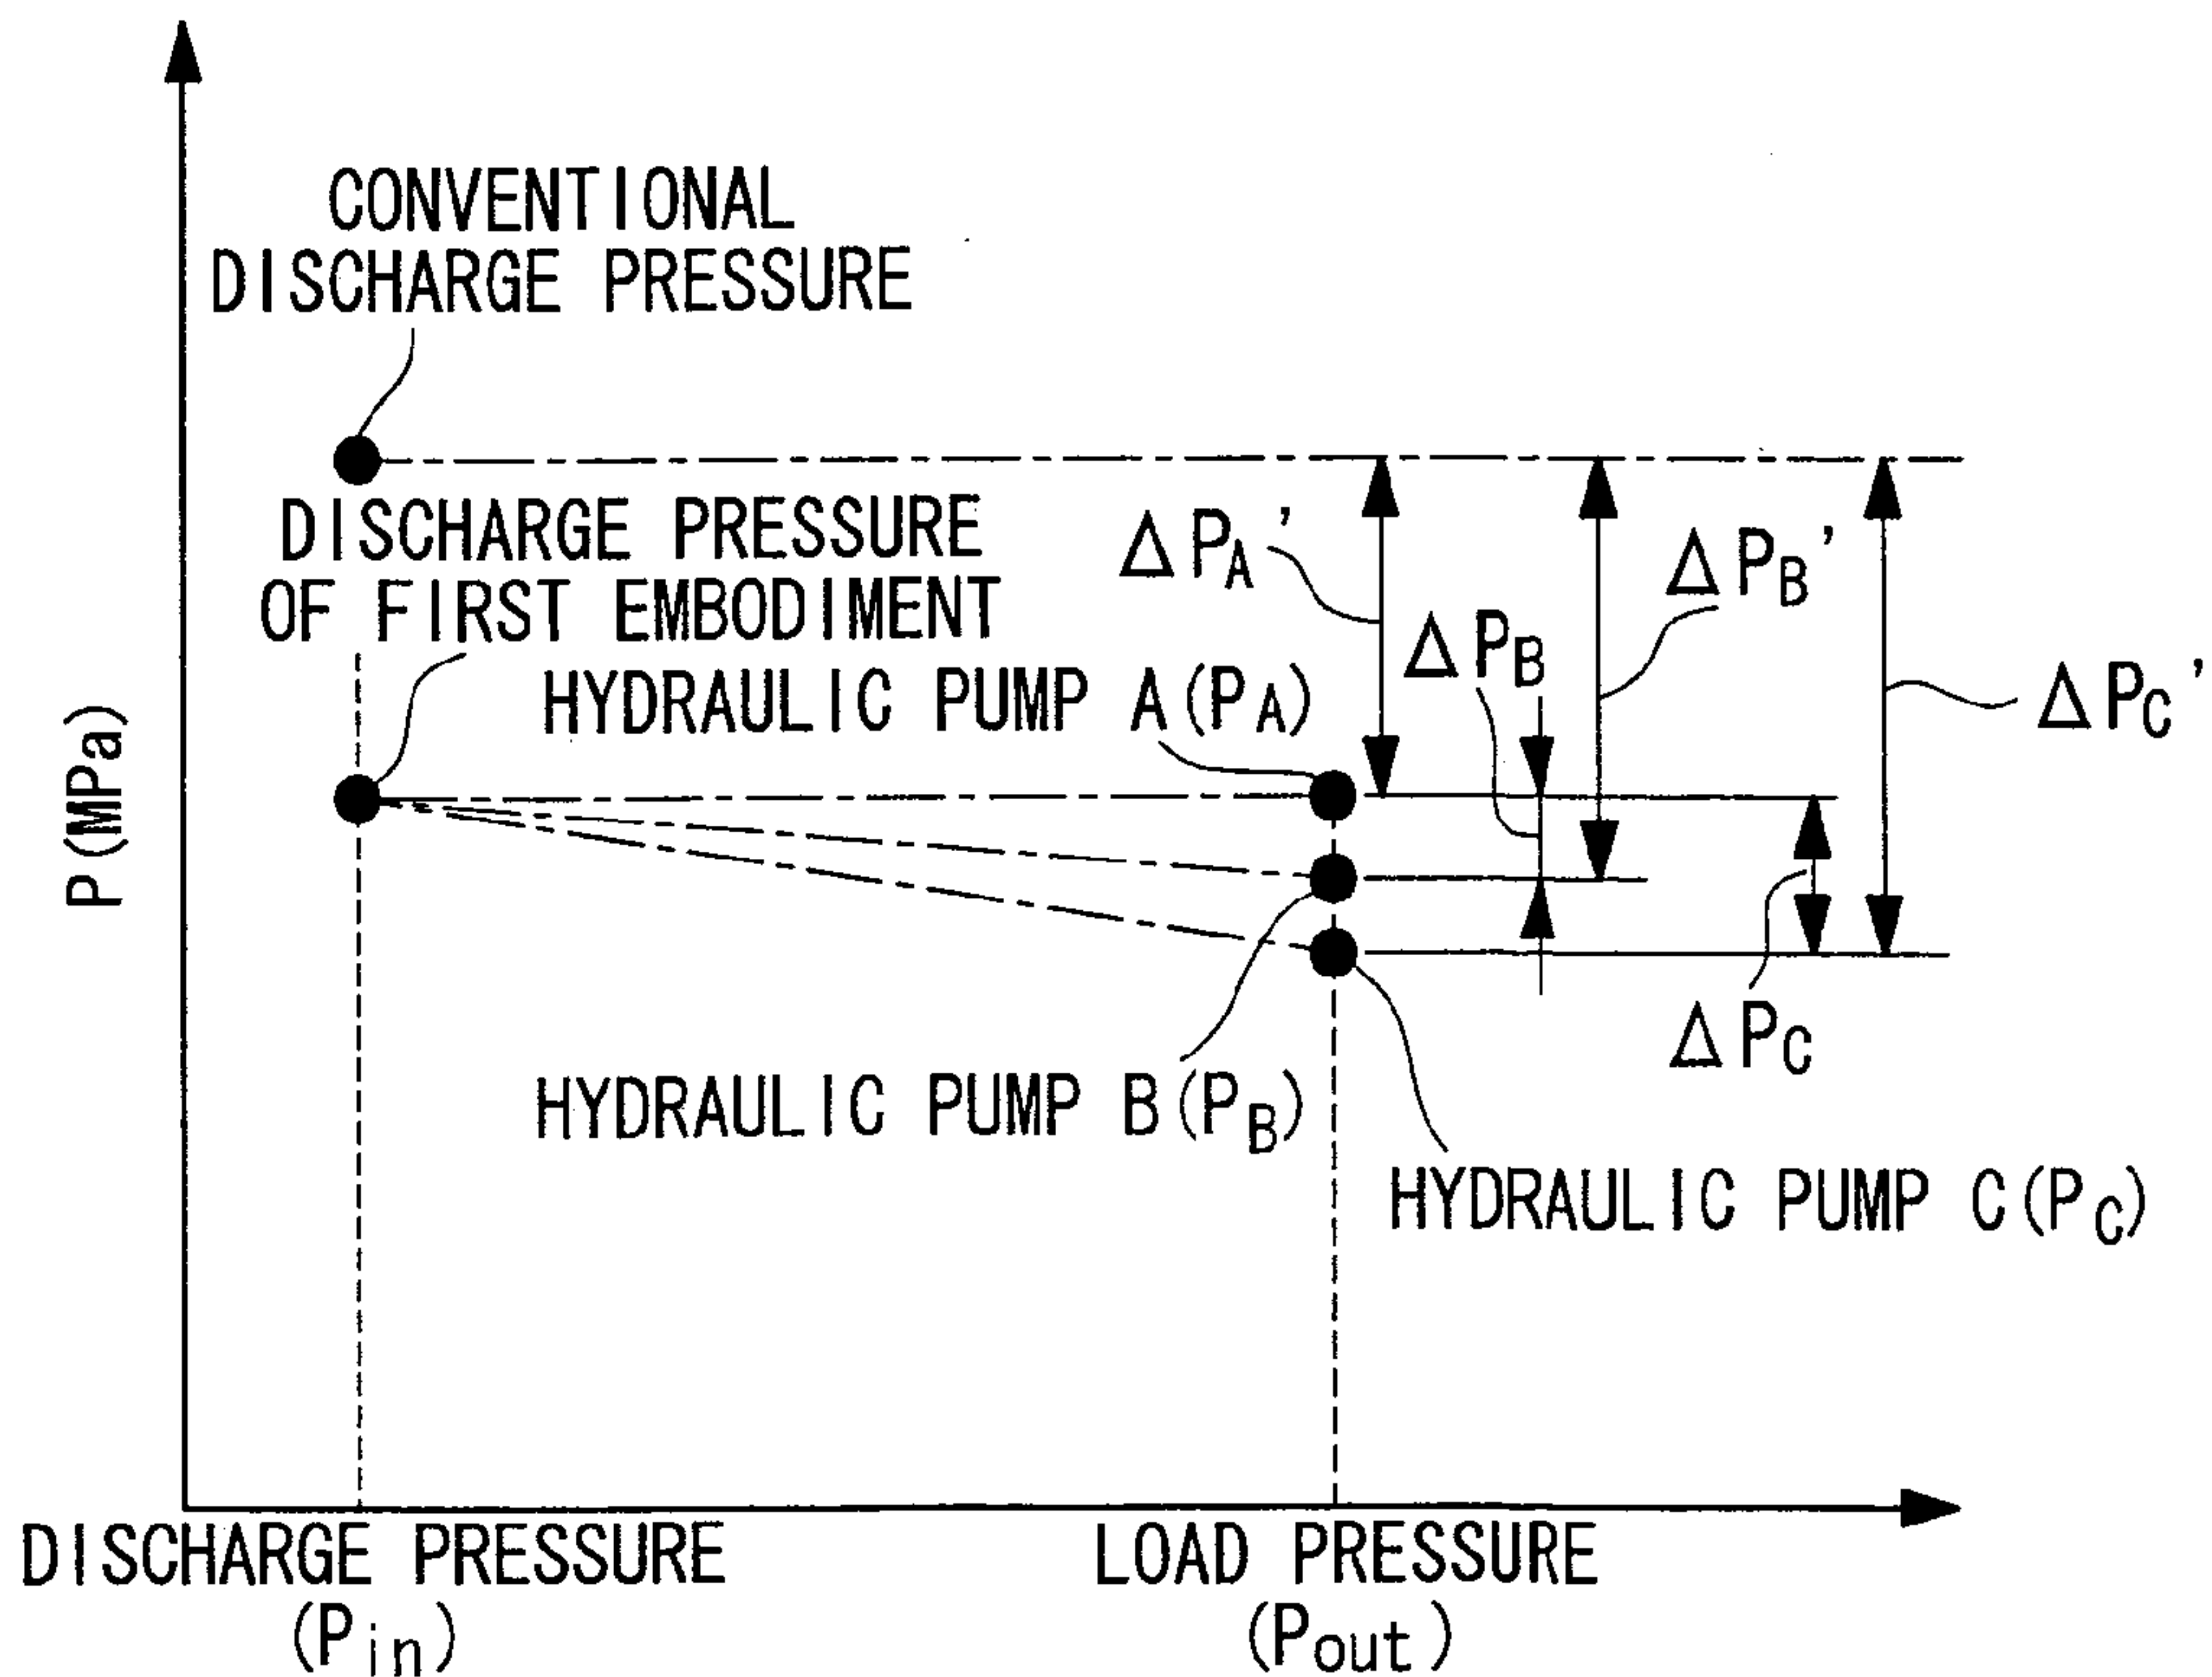 CONVENTIONAL
DISCHARGE PRESSURE
DISCHARGE PRESSURE
OF FIRST EMBODIMENT
HYDRAULIC PUMP A(PA)
ΔPA'
ΔPB
ΔPB'
ΔPC'
P(MPa)
ΔPC
HYDRAULIC PUMP B(PB)
HYDRAULIC PUMP C(PC)
DISCHARGE PRESSURE
(Pin)
LOAD PRESSURE
(Pout)